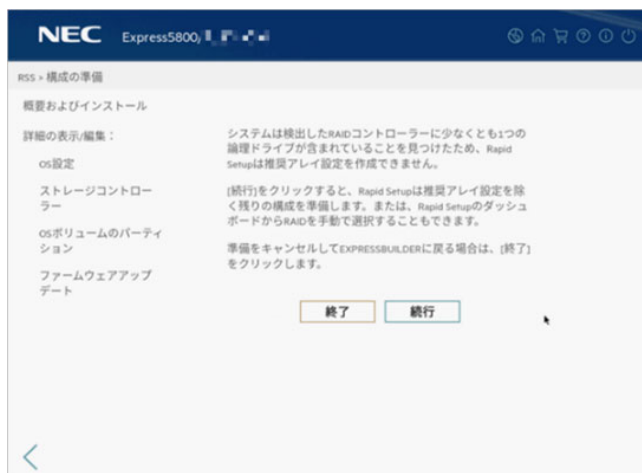 NEC Express5800/
RSS > 構成の準備
概要およびインストール
詳細の表示/編集：
OS設定
ストレージコントロー
ラー
OSボリュームのパーティ
ション
ファームウェアアップ
デート
システムは検出したRAIDコントローラーに少なくとも1つの
論理ドライブが含まれていることを見つけたため、Rapid
Setupは推奨アレイ設定を作成できません。
[続行]をクリックすると、Rapid Setupは推奨アレイ設定を除
く残りの構成を準備します。または、Rapid Setupのダッシュ
ボードからRAIDを手動で選択することもできます。
準備をキャンセルしてEXPRESSBUILDERに戻る場合は、[終了]
をクリックします。
終了 続行